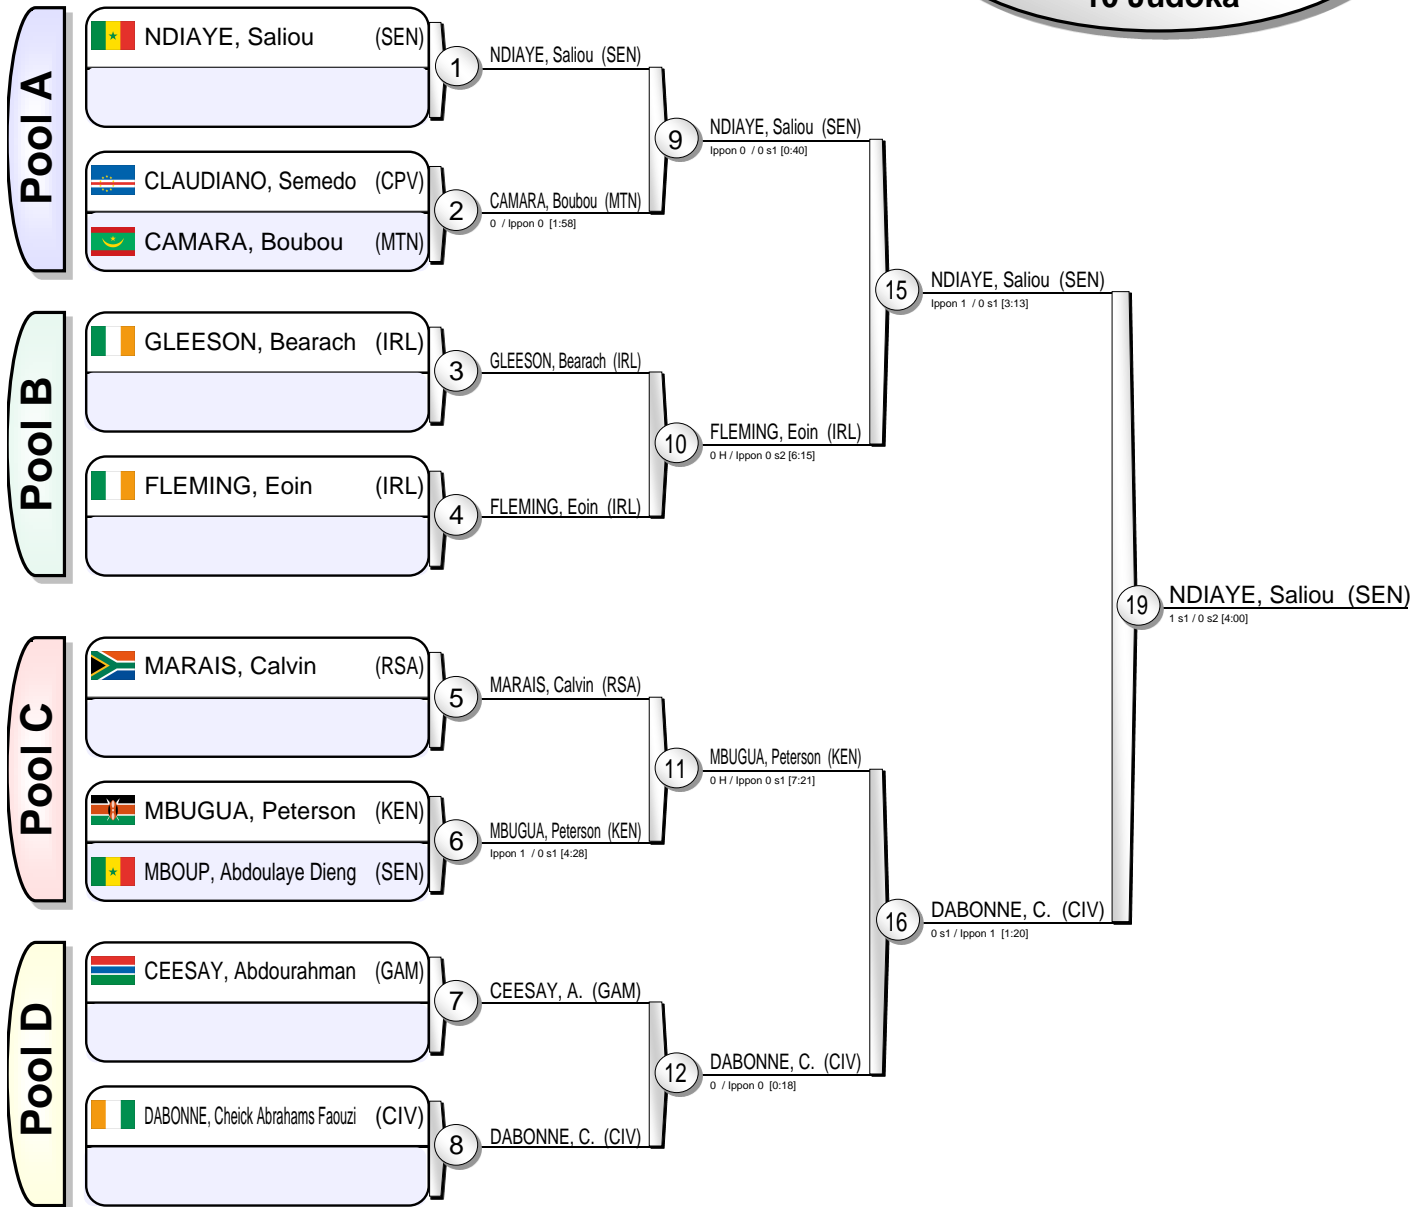 10 Judoka
Pool A
NDIAYE, Saliou (SEN)
1
NDIAYE, Saliou (SEN)
CLAUDIANO, Semedo (CPV)
CAMARA, Boubou (MTN)
2
CAMARA, Boubou (MTN)
0 / Ippon 0 [1:58]
9
NDIAYE, Saliou (SEN)
Ippon 0 / 0 s1 [0:40]
Pool B
GLEESON, Bearach (IRL)
3
GLEESON, Bearach (IRL)
FLEMING, Eoin (IRL)
4
FLEMING, Eoin (IRL)
10
FLEMING, Eoin (IRL)
0 H / Ippon 0 s2 [6:15]
15
NDIAYE, Saliou (SEN)
Ippon 1 / 0 s1 [3:13]
Pool C
MARAIS, Calvin (RSA)
5
MARAIS, Calvin (RSA)
MBUGUA, Peterson (KEN)
MBOUP, Abdoulaye Dieng (SEN)
6
MBUGUA, Peterson (KEN)
Ippon 1 / 0 s1 [4:28]
11
MBUGUA, Peterson (KEN)
0 H / Ippon 0 s1 [7:21]
Pool D
CEESAY, Abdourahman (GAM)
7
CEESAY, A. (GAM)
DABONNE, Cheick Abrahams Faouzi (CIV)
8
DABONNE, C. (CIV)
12
DABONNE, C. (CIV)
0 / Ippon 0 [0:18]
16
DABONNE, C. (CIV)
0 s1 / Ippon 1 [1:20]
19
NDIAYE, Saliou (SEN)
1 s1 / 0 s2 [4:00]